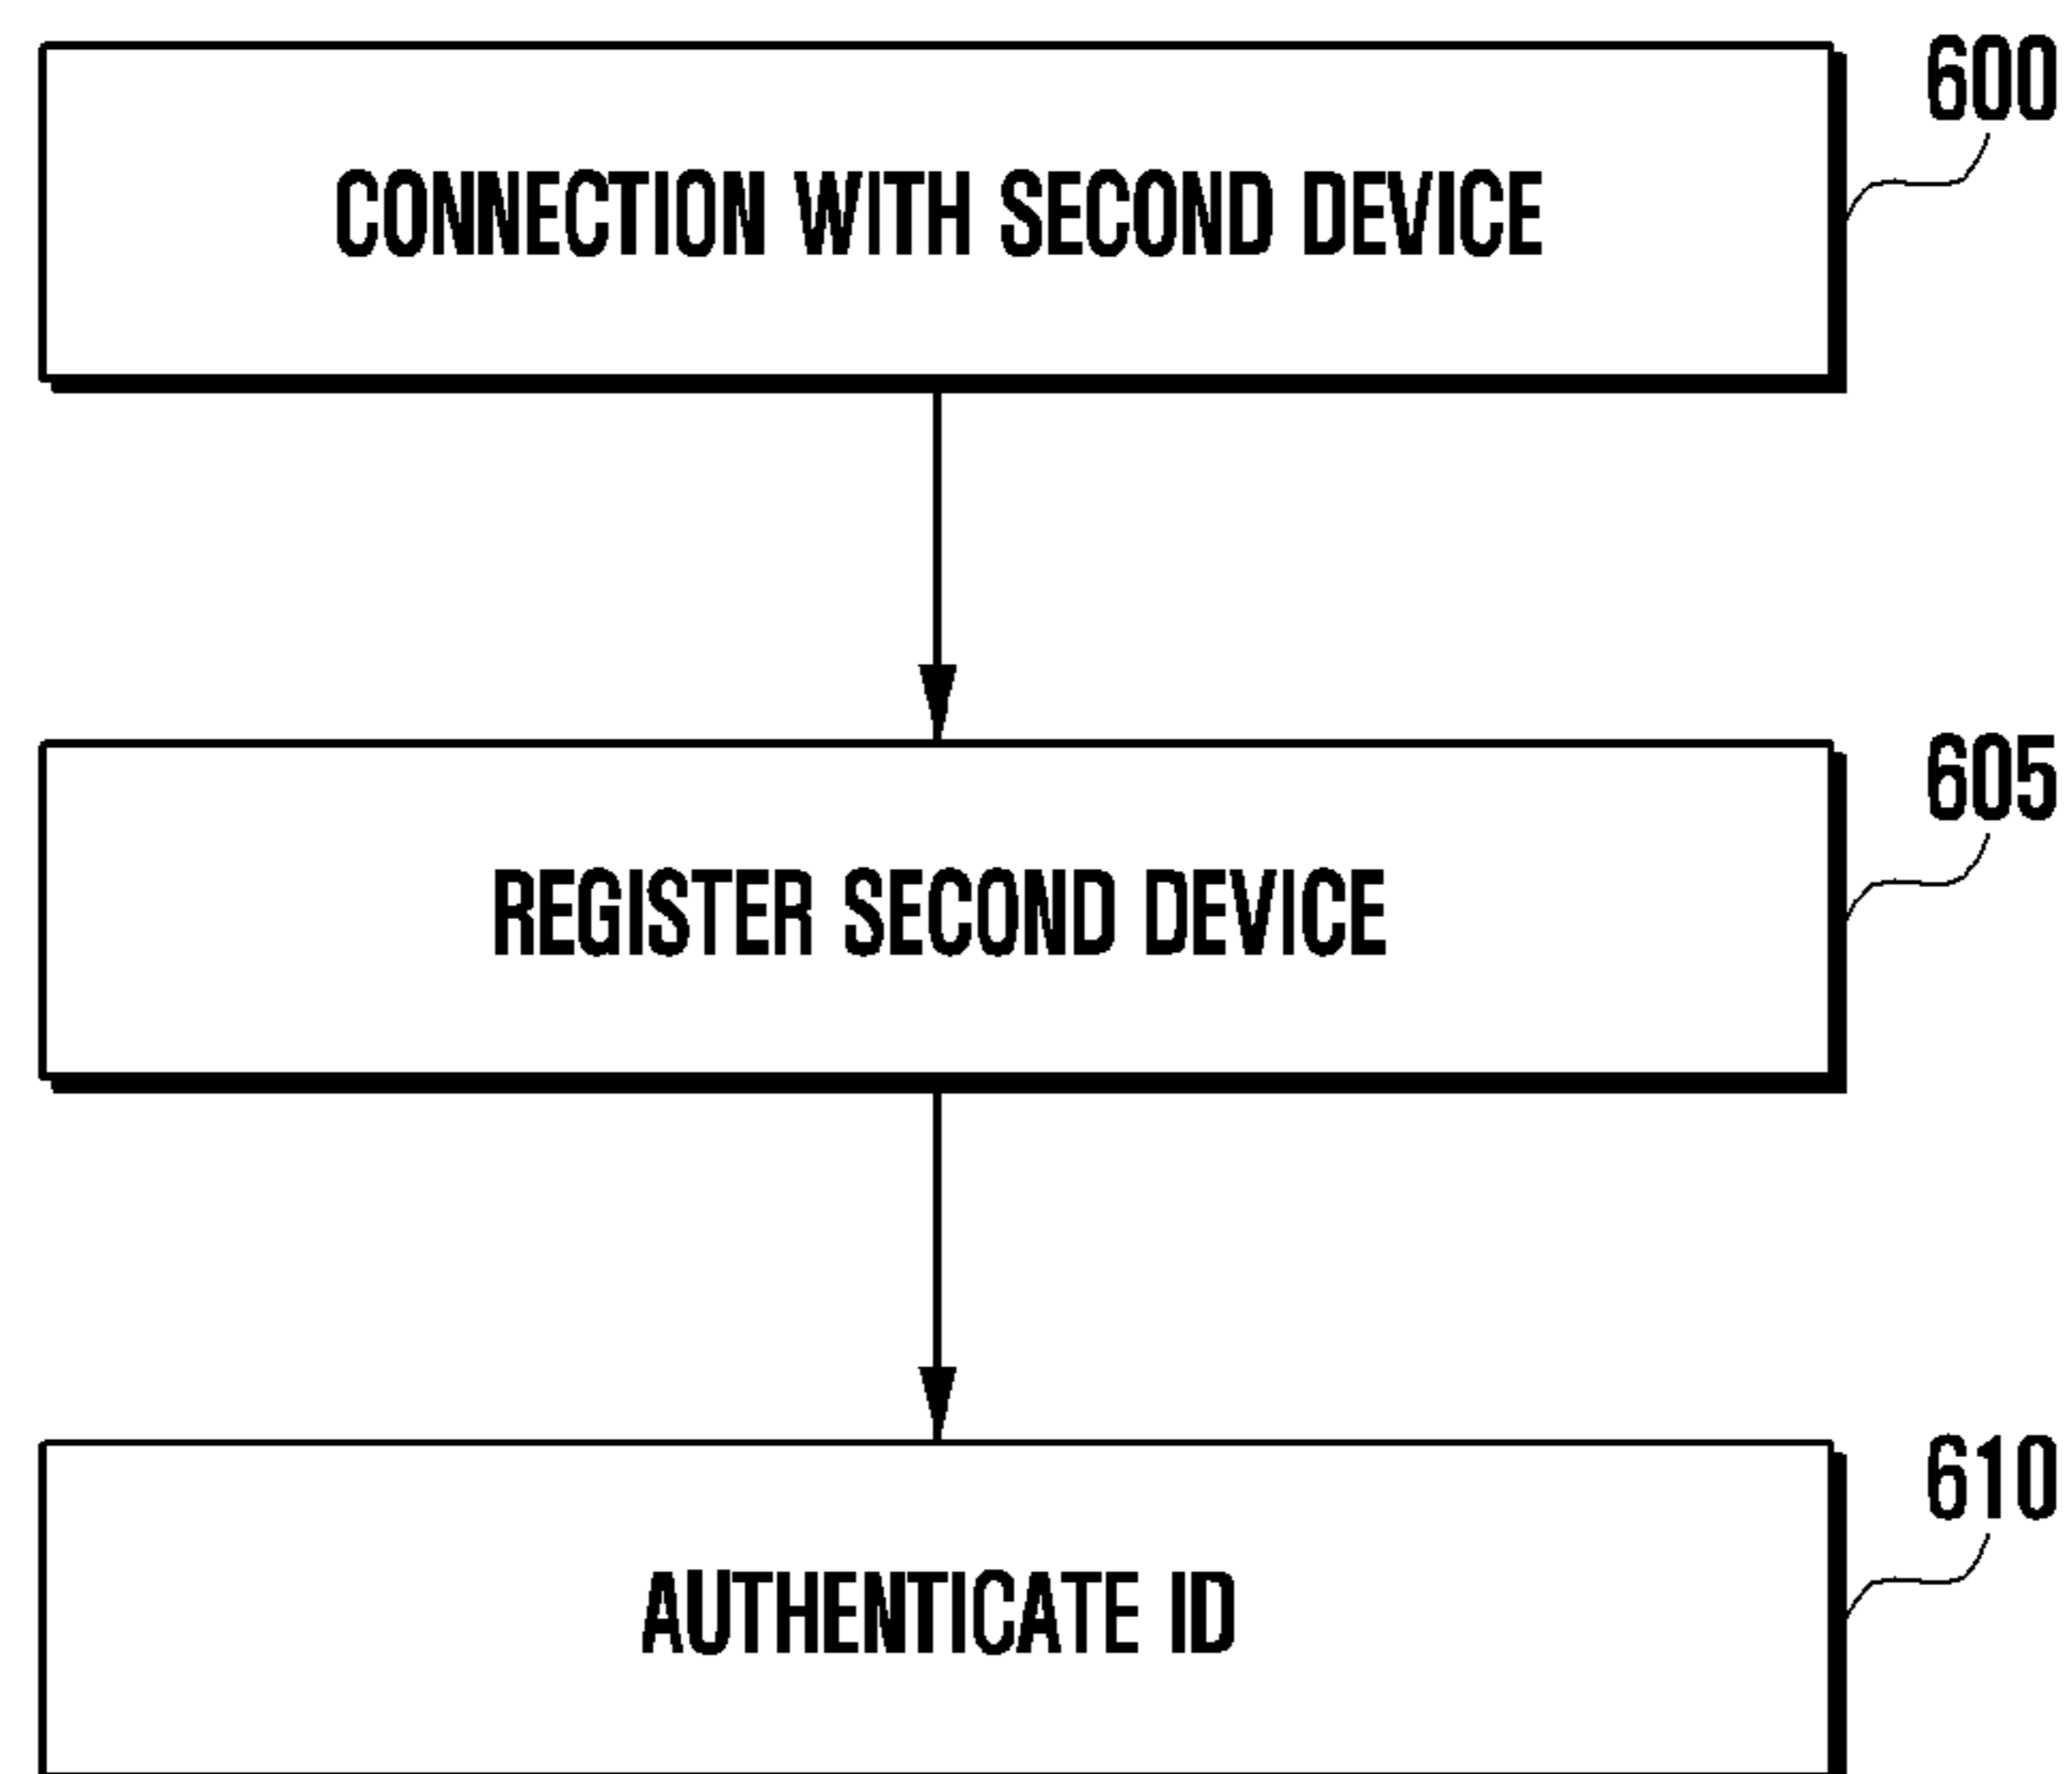 600
CONNECTION WITH SECOND DEVICE
605
REGISTER SECOND DEVICE
610
AUTHENTICATE ID